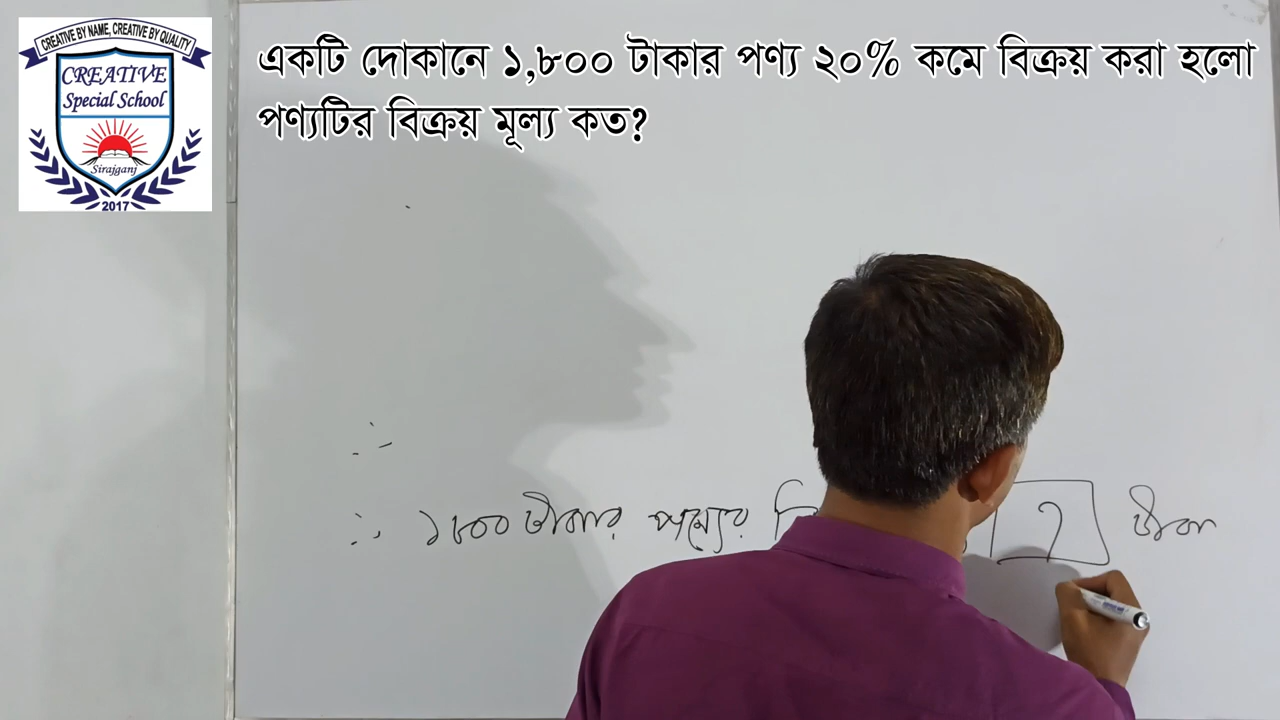 CREATIVE BY NAME, CREATIVE BY QUALITY
CREATIVE
Special School
Sirajganj
2017
একটি দোকানে ১,৮০০ টাকার পণ্য ২০% কমে বিক্রয় করা হলো
পণ্যটির বিক্রয় মূল্য কত?
∴
∴ ১৮০০ টাকার পন্যের ? টাকা